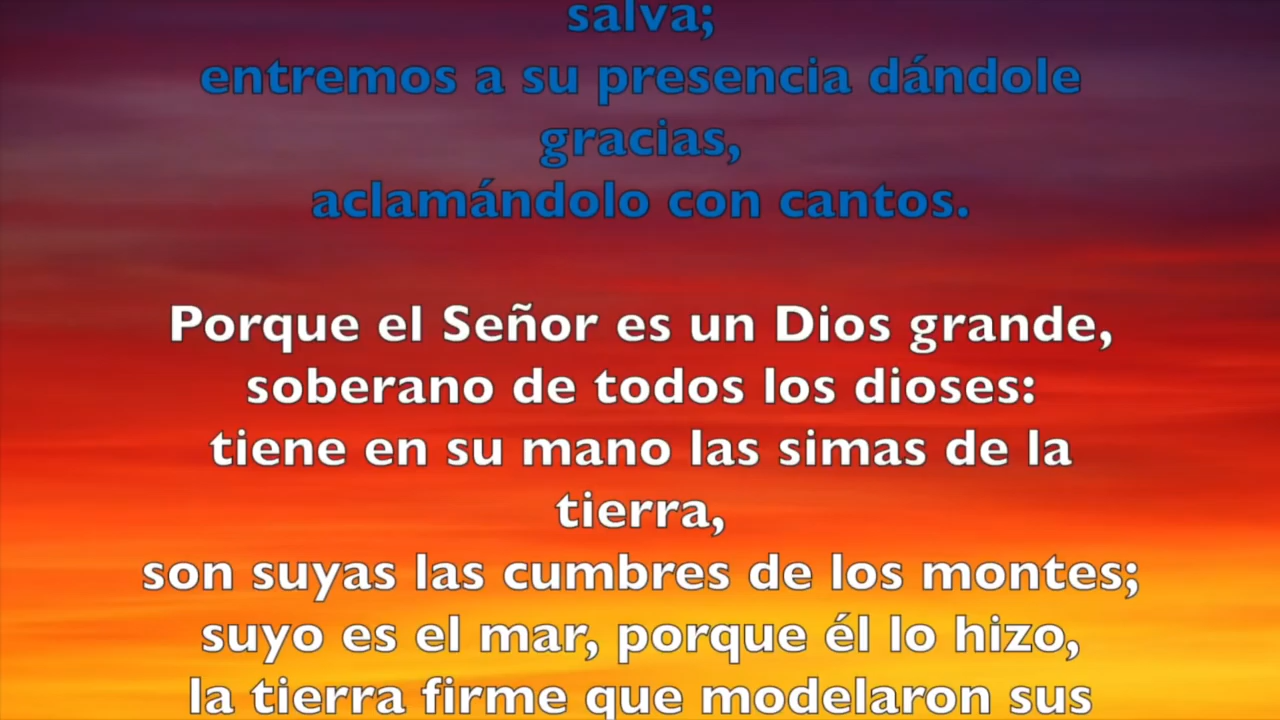 salva;
entremos a su presencia dándole
gracias,
aclamándolo con cantos.
Porque el Señor es un Dios grande,
soberano de todos los dioses:
tiene en su mano las simas de la
tierra,
son suyas las cumbres de los montes;
suyo es el mar, porque él lo hizo,
la tierra firme que modelaron sus